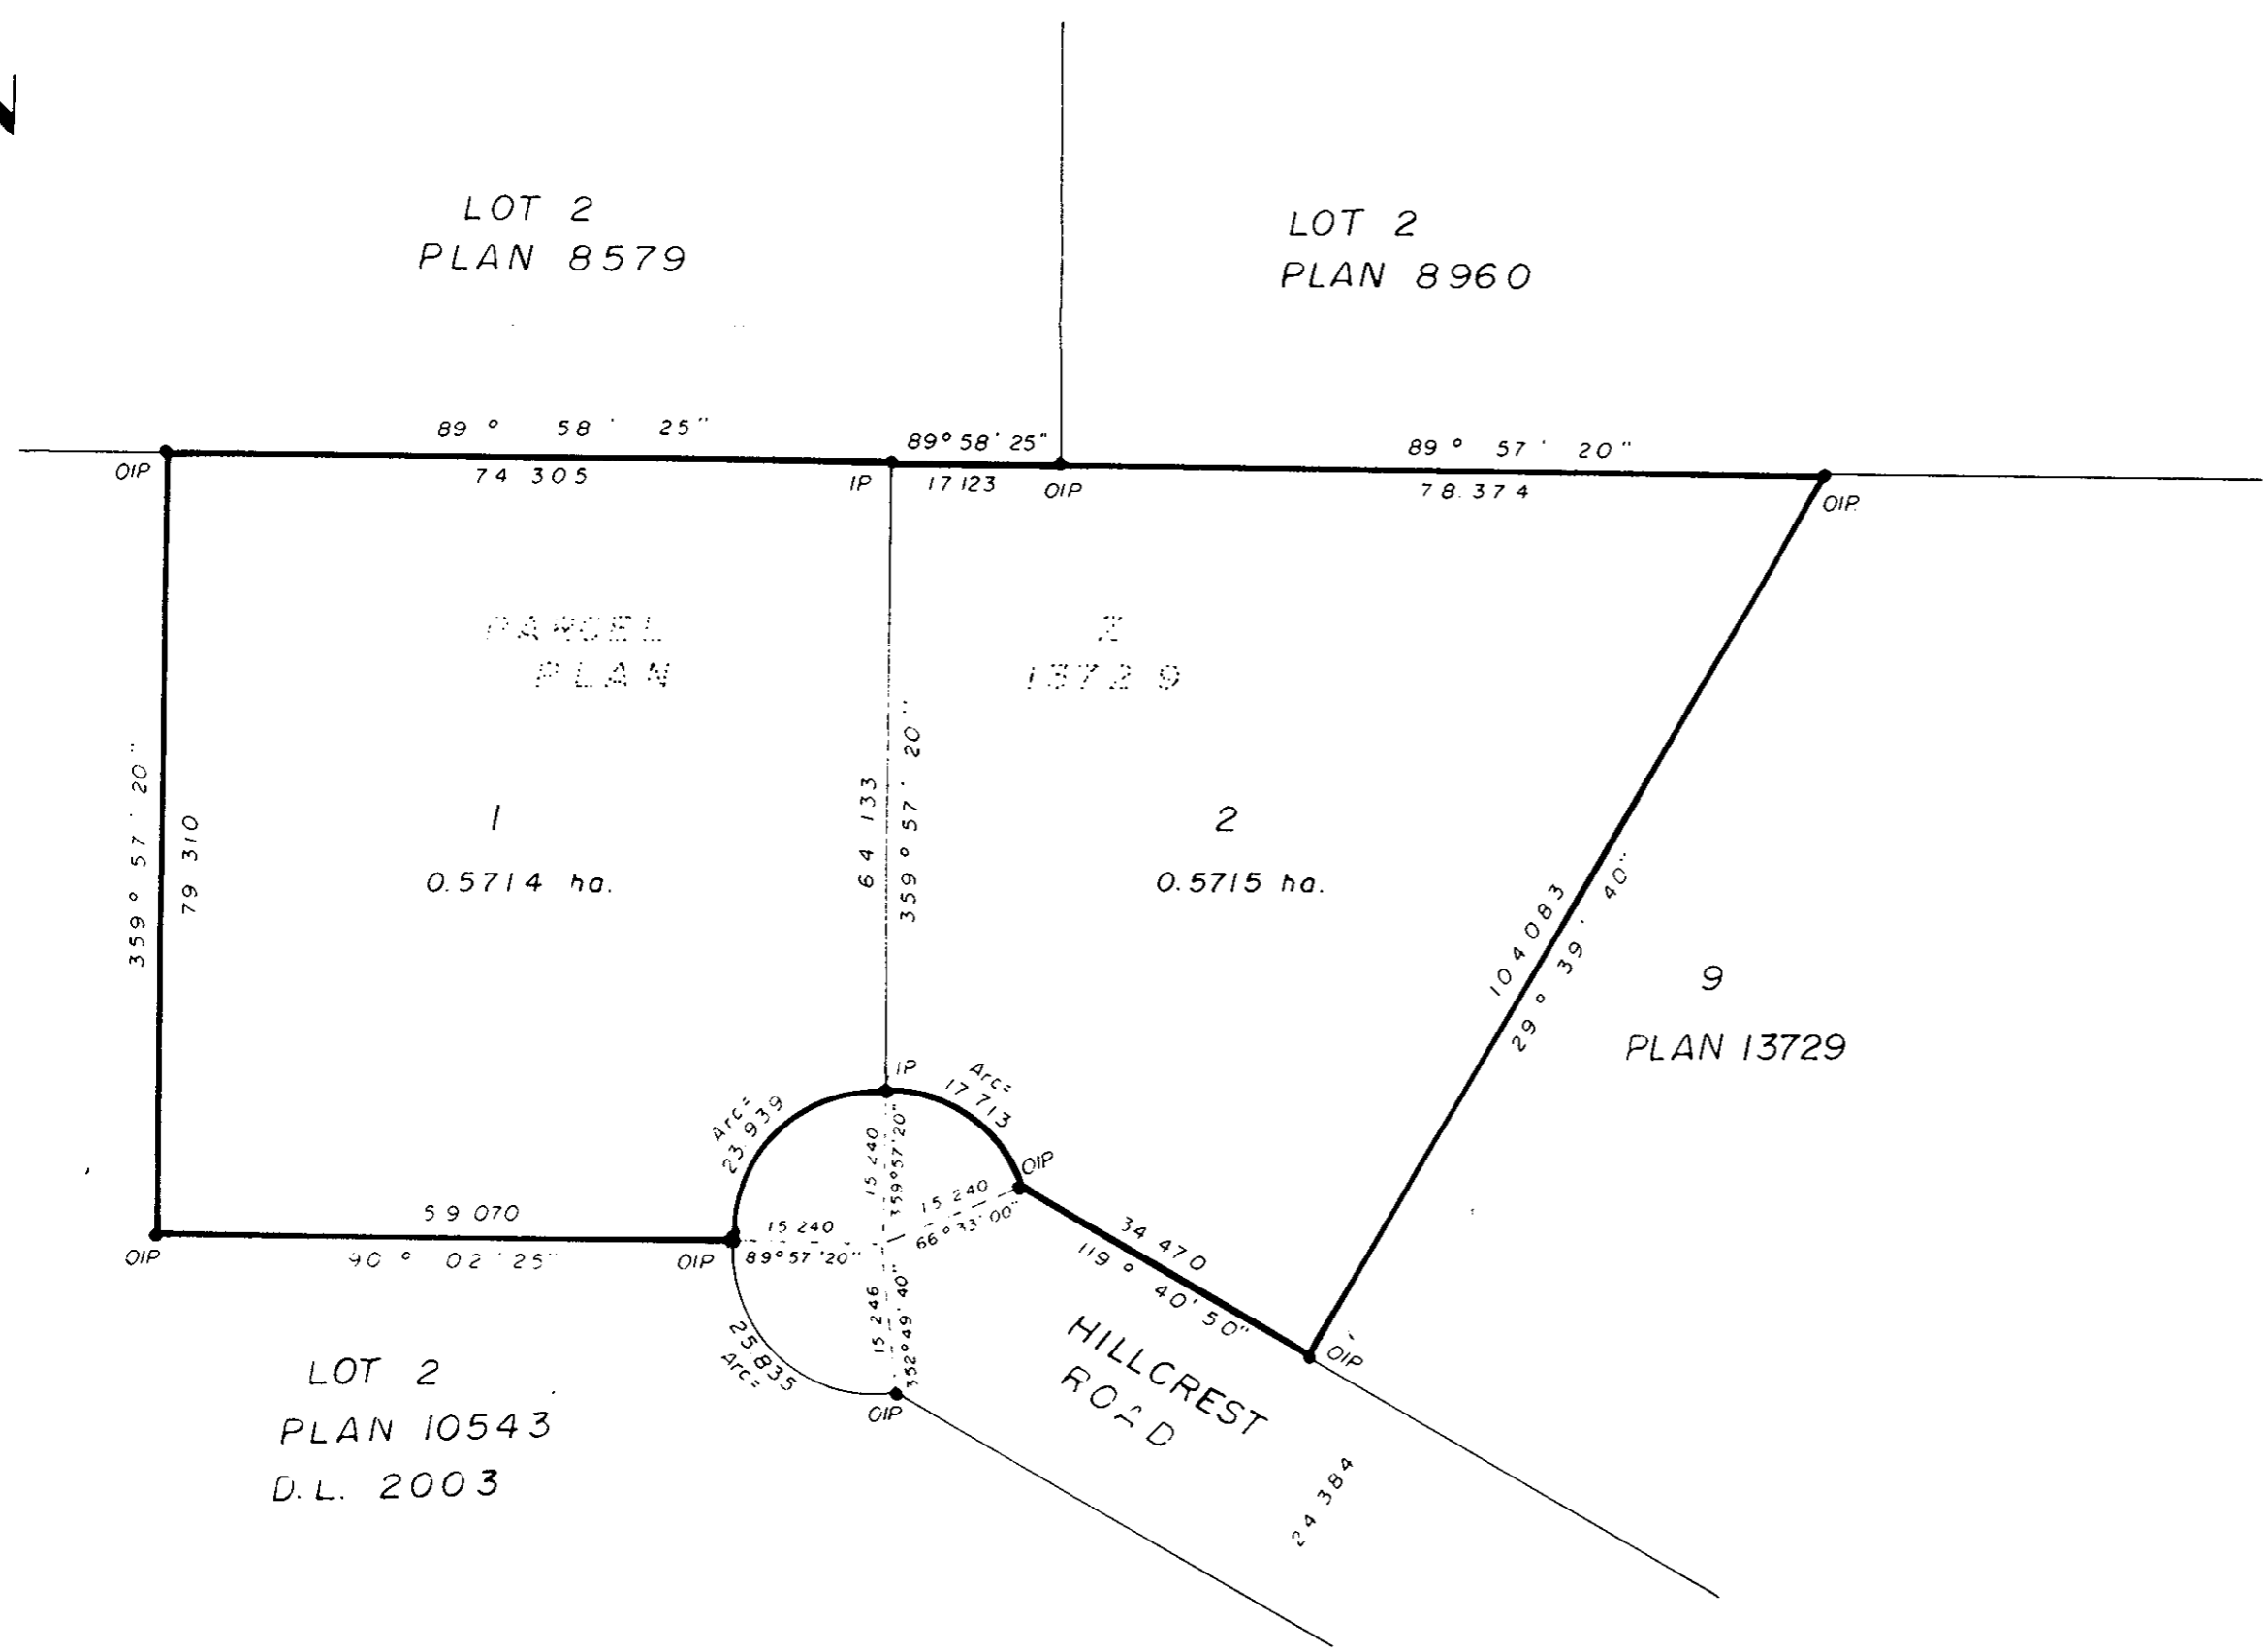 LOT 2
PLAN 8579
LOT 2
PLAN 8960
89° 58' 25"
89° 58' 25"
89° 57' 20"
OIP
74 305
IP
17 123
OIP
78.374
OIP
PARCEL Z
PLAN 13729
359° 57' 20"
79 310
64 133
359° 57' 20"
1
0.5714 ha.
2
0.5715 ha.
104 083
29° 39' 40"
9
PLAN 13729
IP
Arc=
23.939
Arc=
17 713
15 240
359° 57' 20"
OIP
15 240
66° 33' 00"
59 070
90° 02' 25"
OIP
OIP
15 240
89° 57' 20"
34 470
119° 40' 50"
15 246
352° 49' 40"
25.835
Arc=
OIP
OIP
HILLCREST
ROAD
24 384
LOT 2
PLAN 10543
D.L. 2003